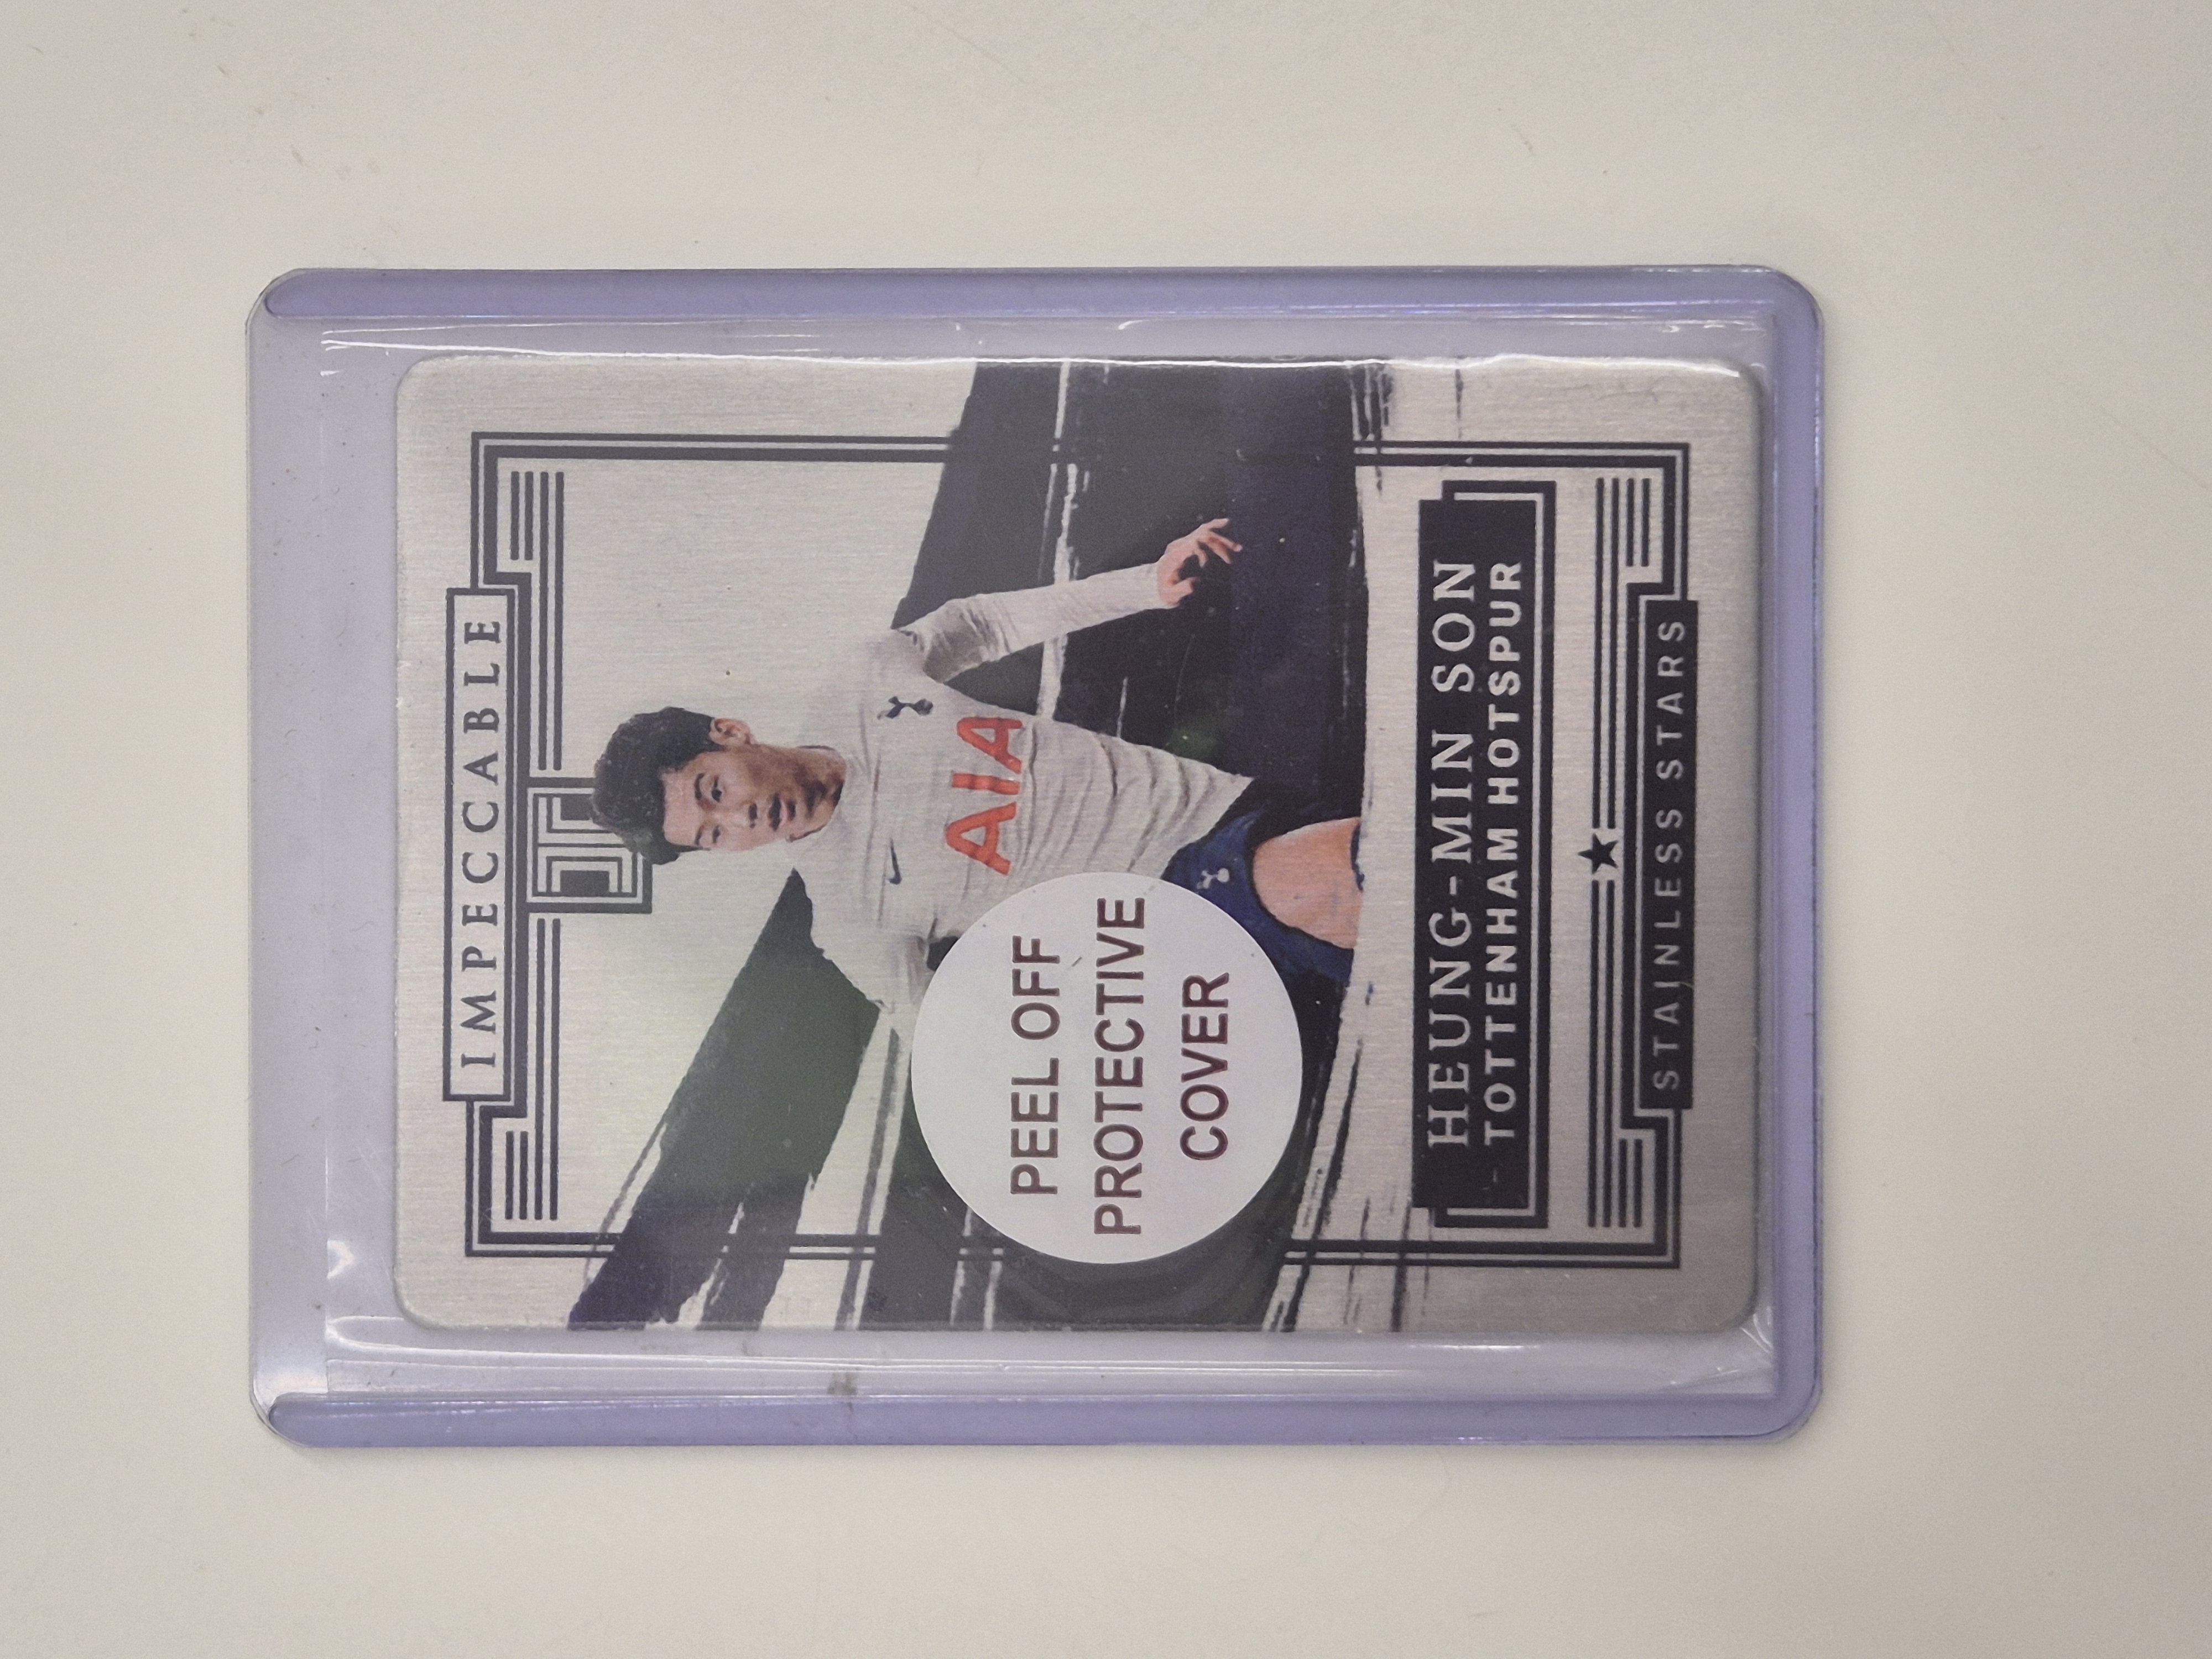 IMPECCABLE
AIA
PEEL OFF
PROTECTIVE
COVER
HEUNG-MIN SON
TOTTENHAM HOTSPUR
STAINLESS STARS